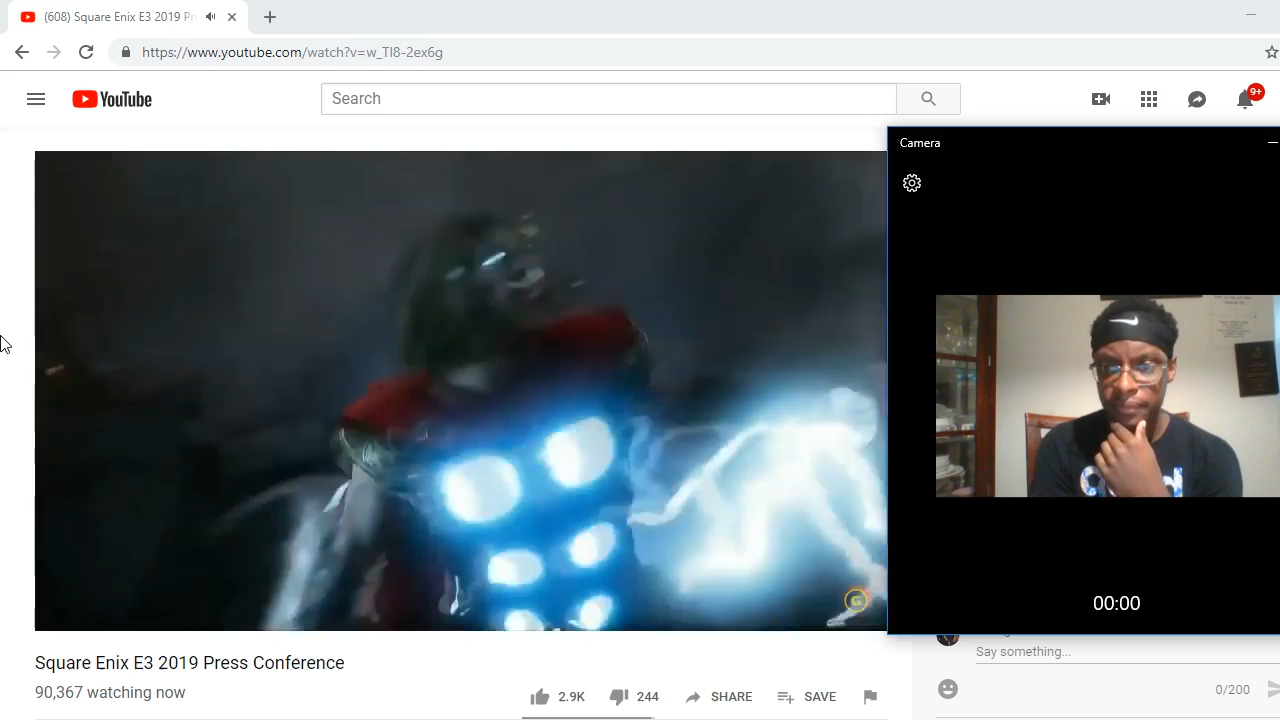 (608) Square Enix E3 2019 Pr
https://www.youtube.com/watch?v=w_Tl8-2ex6g
YouTube
Search
9+
Camera
G
00:00
Square Enix E3 2019 Press Conference
90,367 watching now
2.9K
244
SHARE
SAVE
Say something...
0/200